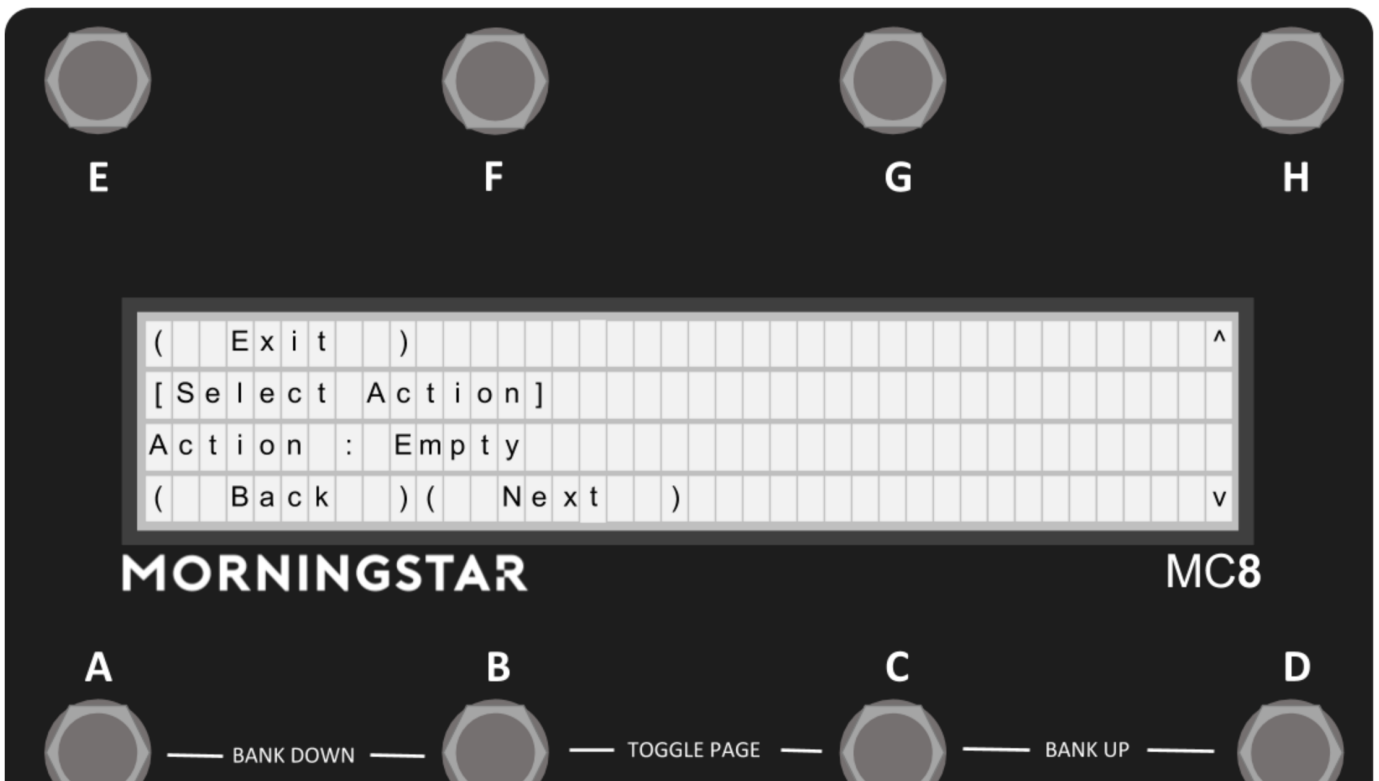 E F G H
( Exit ) ^
[Select Action]
Action : Empty
( Back )( Next ) v
MORNINGSTAR MC8
A B C D
BANK DOWN TOGGLE PAGE BANK UP